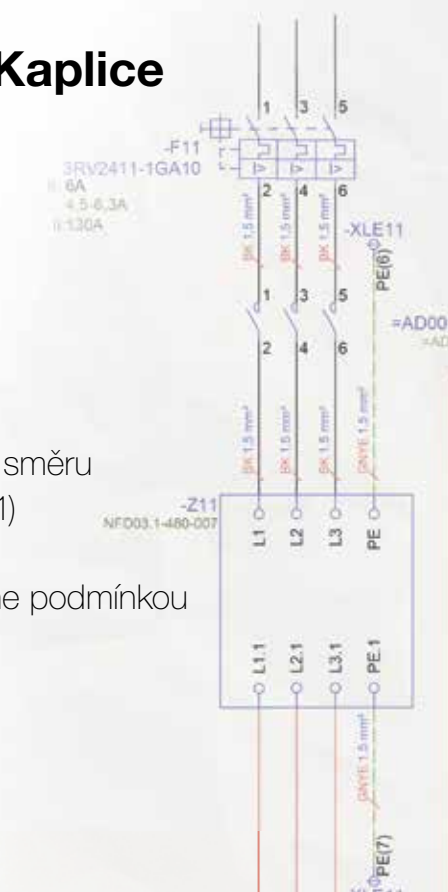 Kaplice
1 3 5
-F11
3RV2411-1GA10
6A
4,5-6,3A
130A
2 4 6
BK 1,5 mm² BK 1,5 mm² BK 1,5 mm²
-XLE11
PE(6)
=AD00
=AD
1 3 5
2 4 6
BK 1,5 mm² BK 1,5 mm² BK 1,5 mm² GNYE 1,5 mm²
směru
1)
-Z11
NFD03.1-480-007
L1 L2 L3 PE
ne podmínkou
L1.1 L2.1 L3.1 PE.1
GNYE 1,5 mm²
PE(7)